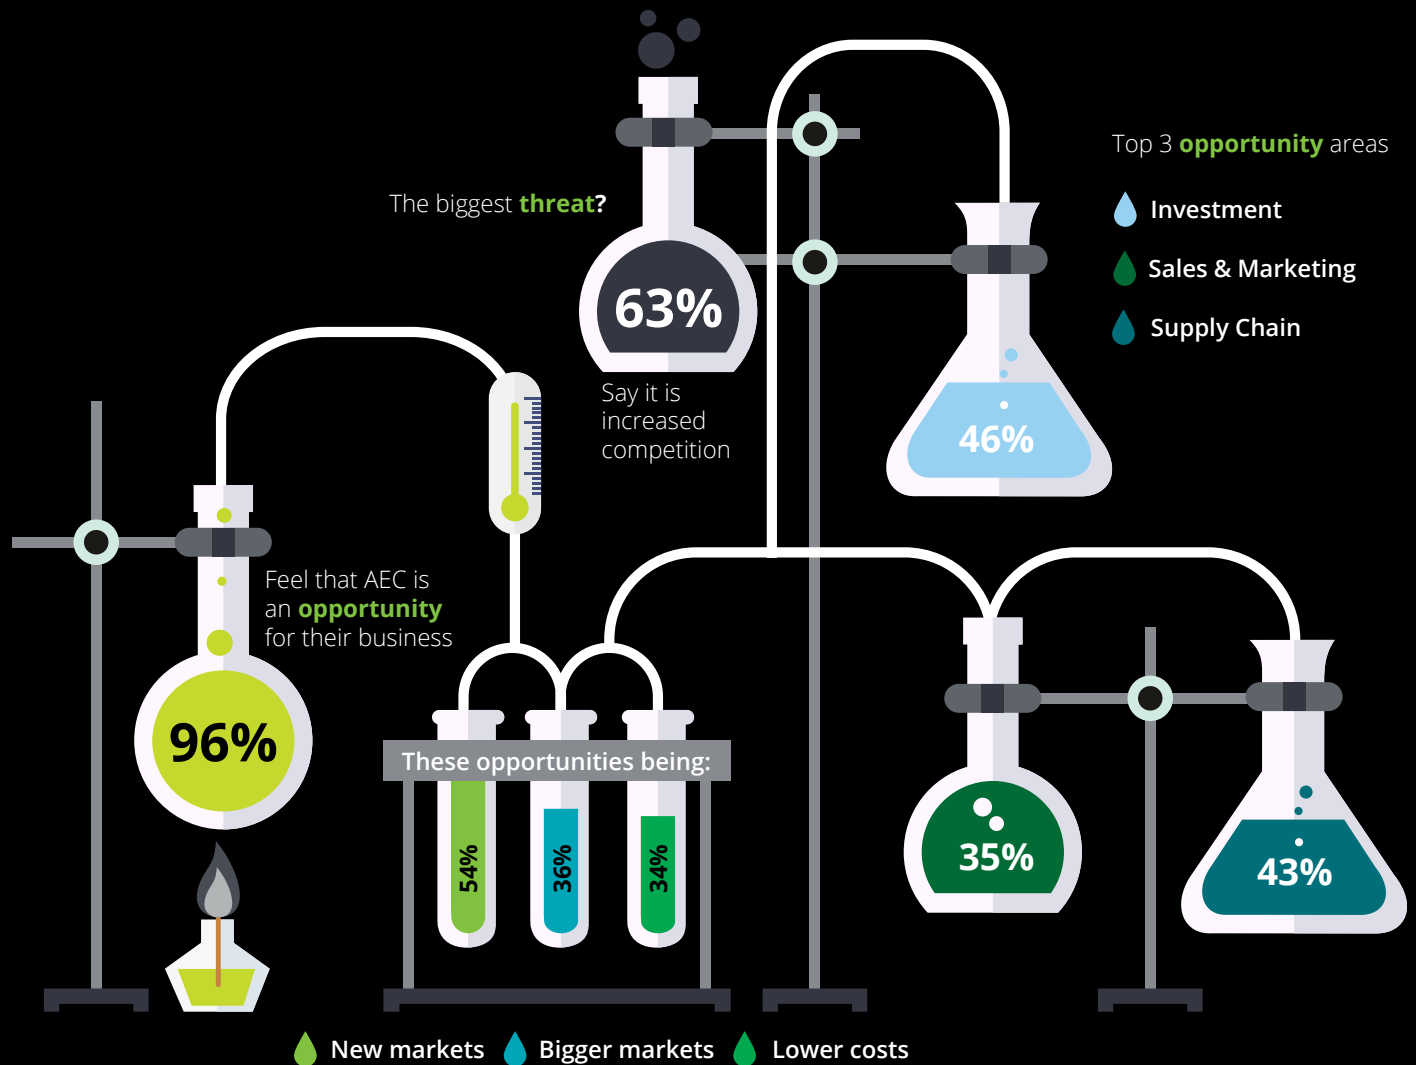 The biggest threat?
63%
Say it is
increased
competition
Top 3 opportunity areas
Investment
Sales & Marketing
Supply Chain
46%
Feel that AEC is
an opportunity
for their business
96%
These opportunities being:
54%
36%
34%
35%
43%
New markets
Bigger markets
Lower costs